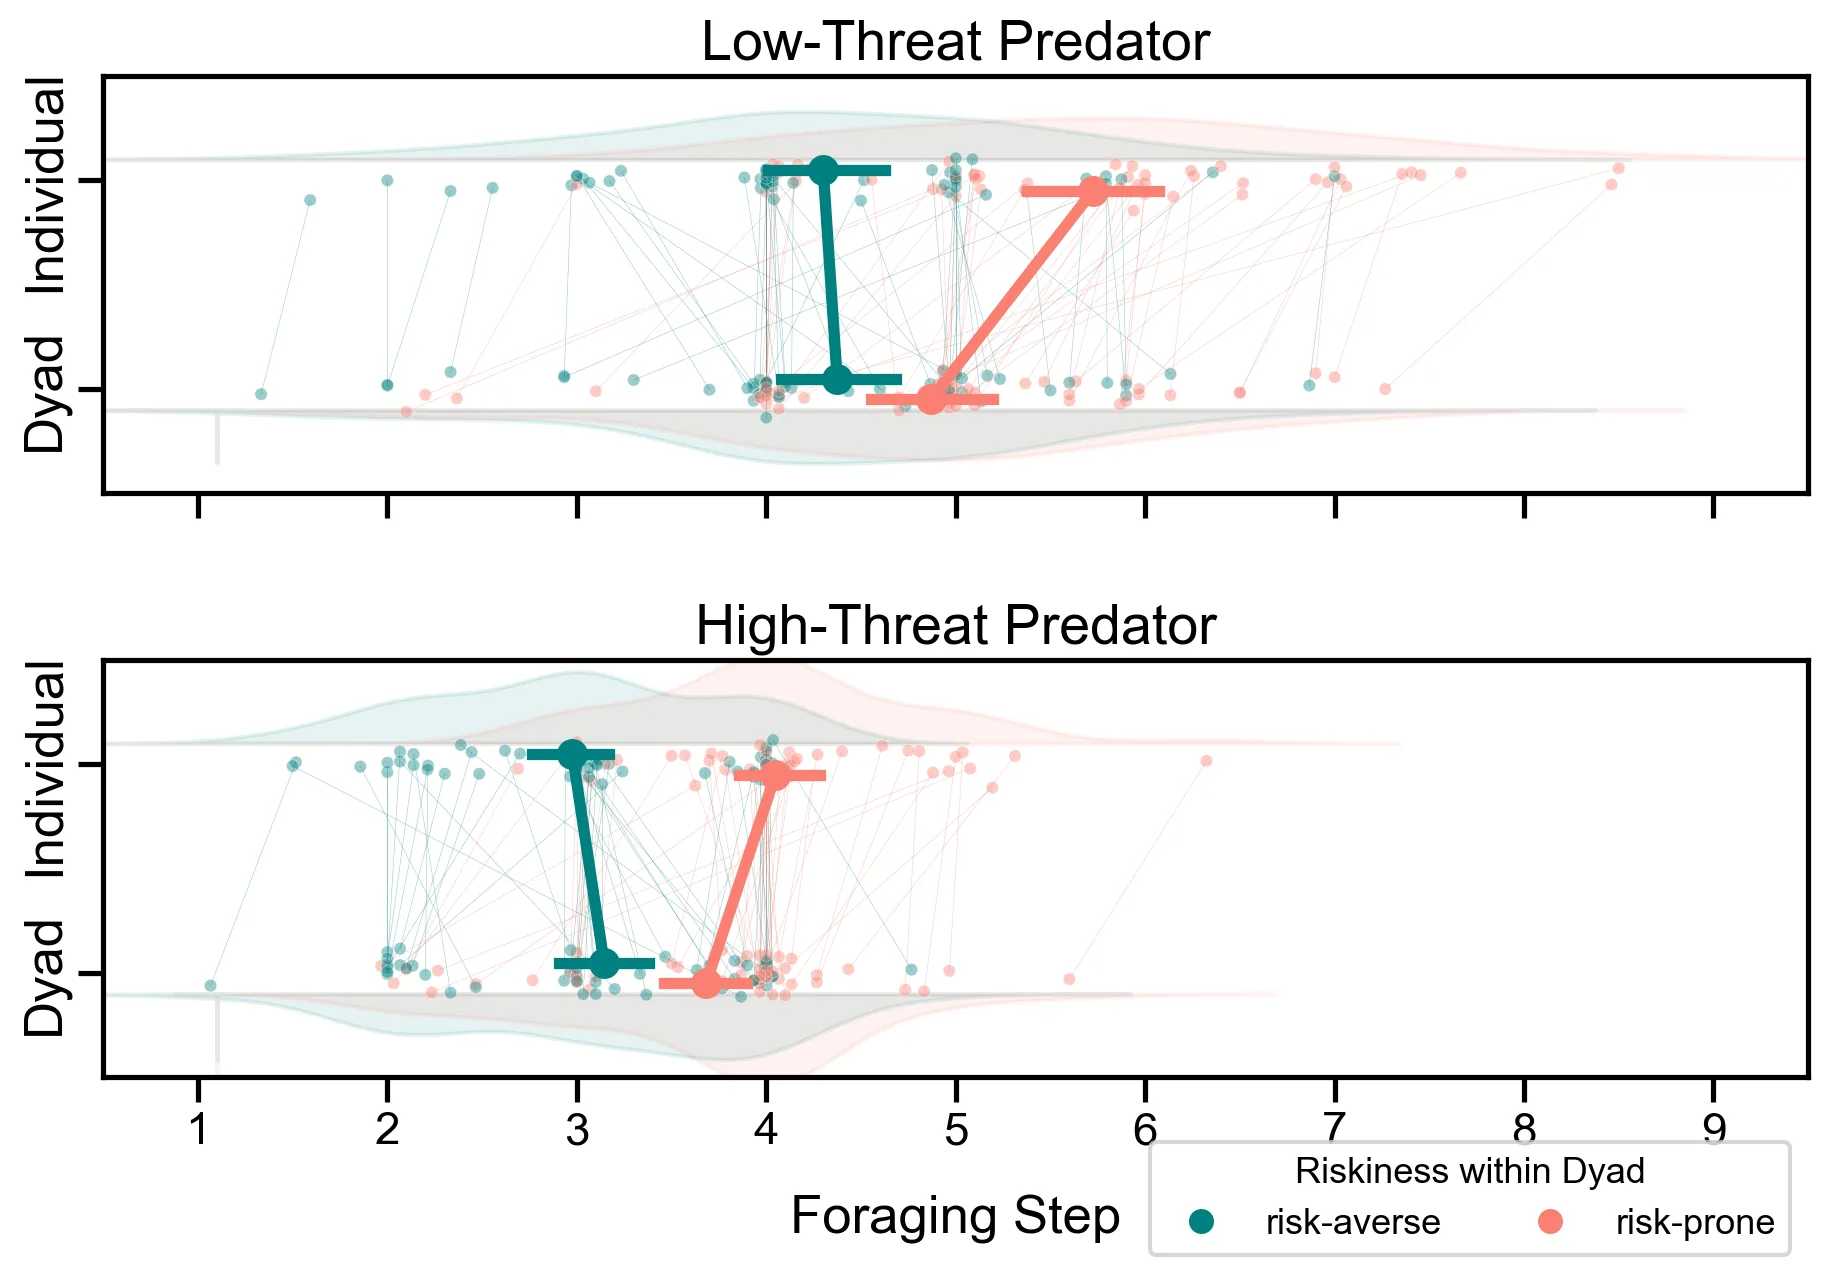 Low-Threat Predator
Individual
Dyad
High-Threat Predator
Individual
Dyad
1 2 3 4 5 6 7 8 9
Foraging Step
Riskiness within Dyad
risk-averse risk-prone